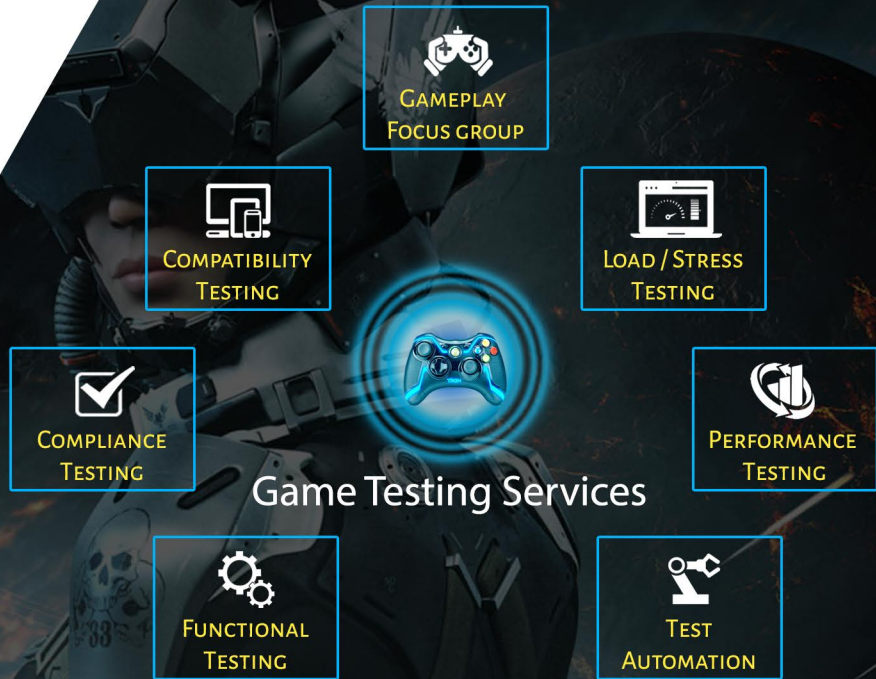 Gameplay
Focus group
Compatibility
Testing
Load / Stress
Testing
Compliance
Testing
Performance
Testing
Game Testing Services
Functional
Testing
Test
Automation